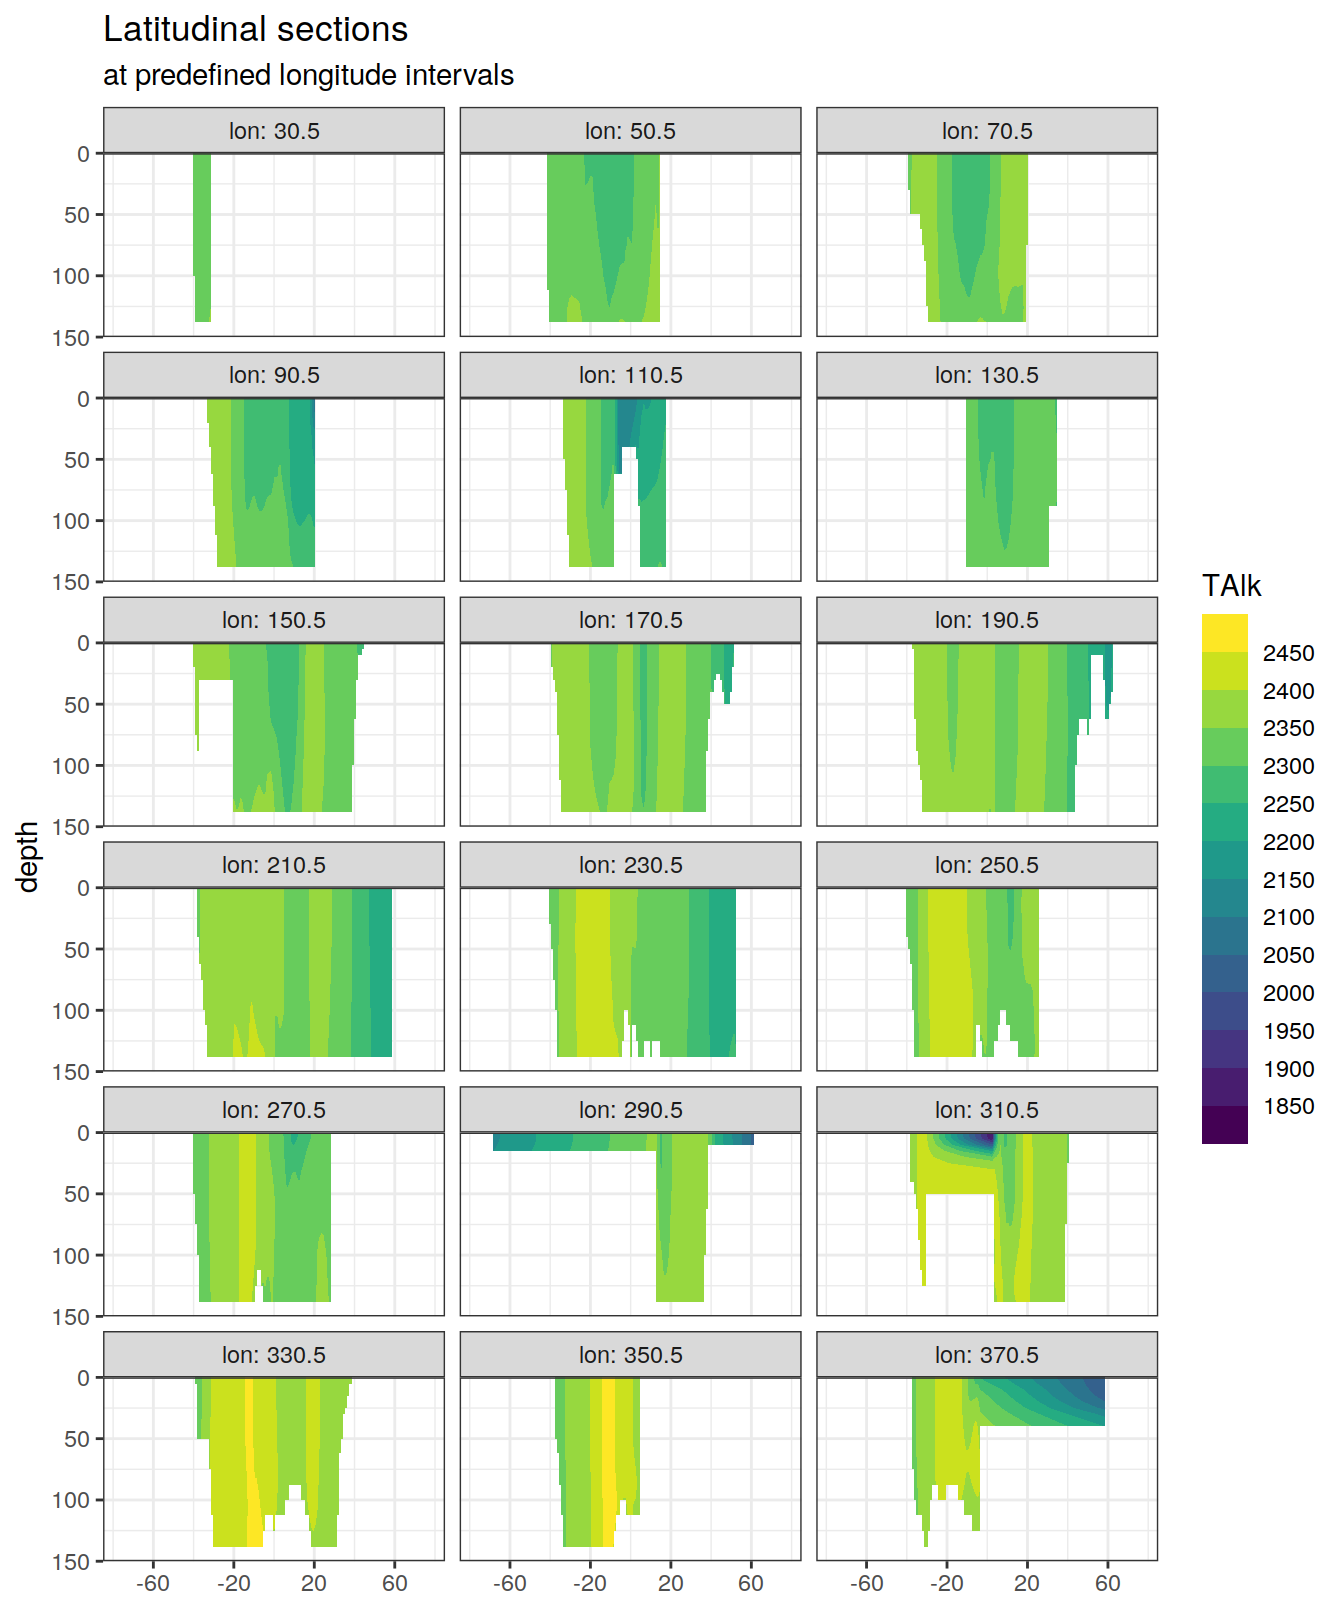 Latitudinal sections
at predefined longitude intervals
lon: 30.5
lon: 50.5
lon: 70.5
0
50
100
150
lon: 90.5
lon: 110.5
lon: 130.5
0
50
100
150
lon: 150.5
lon: 170.5
lon: 190.5
0
50
100
150
lon: 210.5
lon: 230.5
lon: 250.5
0
50
100
150
lon: 270.5
lon: 290.5
lon: 310.5
0
50
100
150
lon: 330.5
lon: 350.5
lon: 370.5
0
50
100
150
-60 -20 20 60
-60 -20 20 60
-60 -20 20 60
depth
TAlk
2450
2400
2350
2300
2250
2200
2150
2100
2050
2000
1950
1900
1850